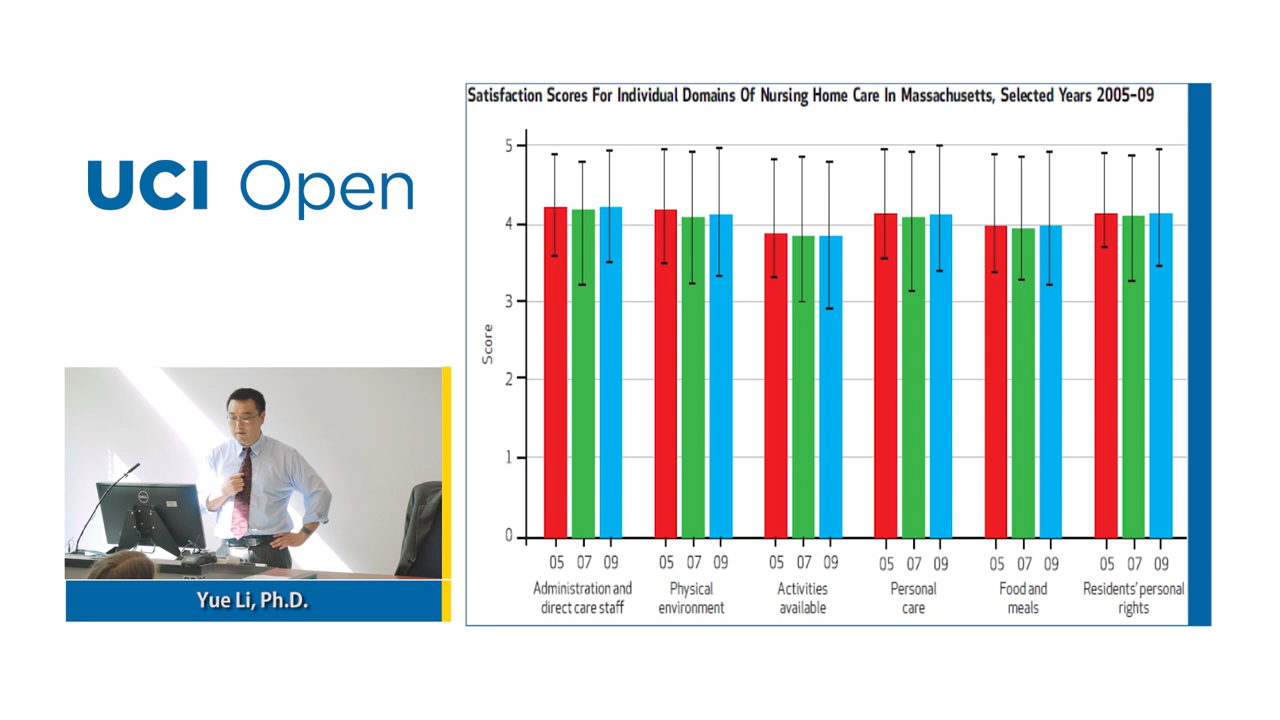 UCI Open
Satisfaction Scores For Individual Domains Of Nursing Home Care In Massachusetts, Selected Years 2005–09
5
4
3
2
1
0
Score
05 07 09 05 07 09 05 07 09 05 07 09 05 07 09 05 07 09
Administration and
direct care staff
Physical
environment
Activities
available
Personal
care
Food and
meals
Residents' personal
rights
DELL
Yue Li, Ph.D.